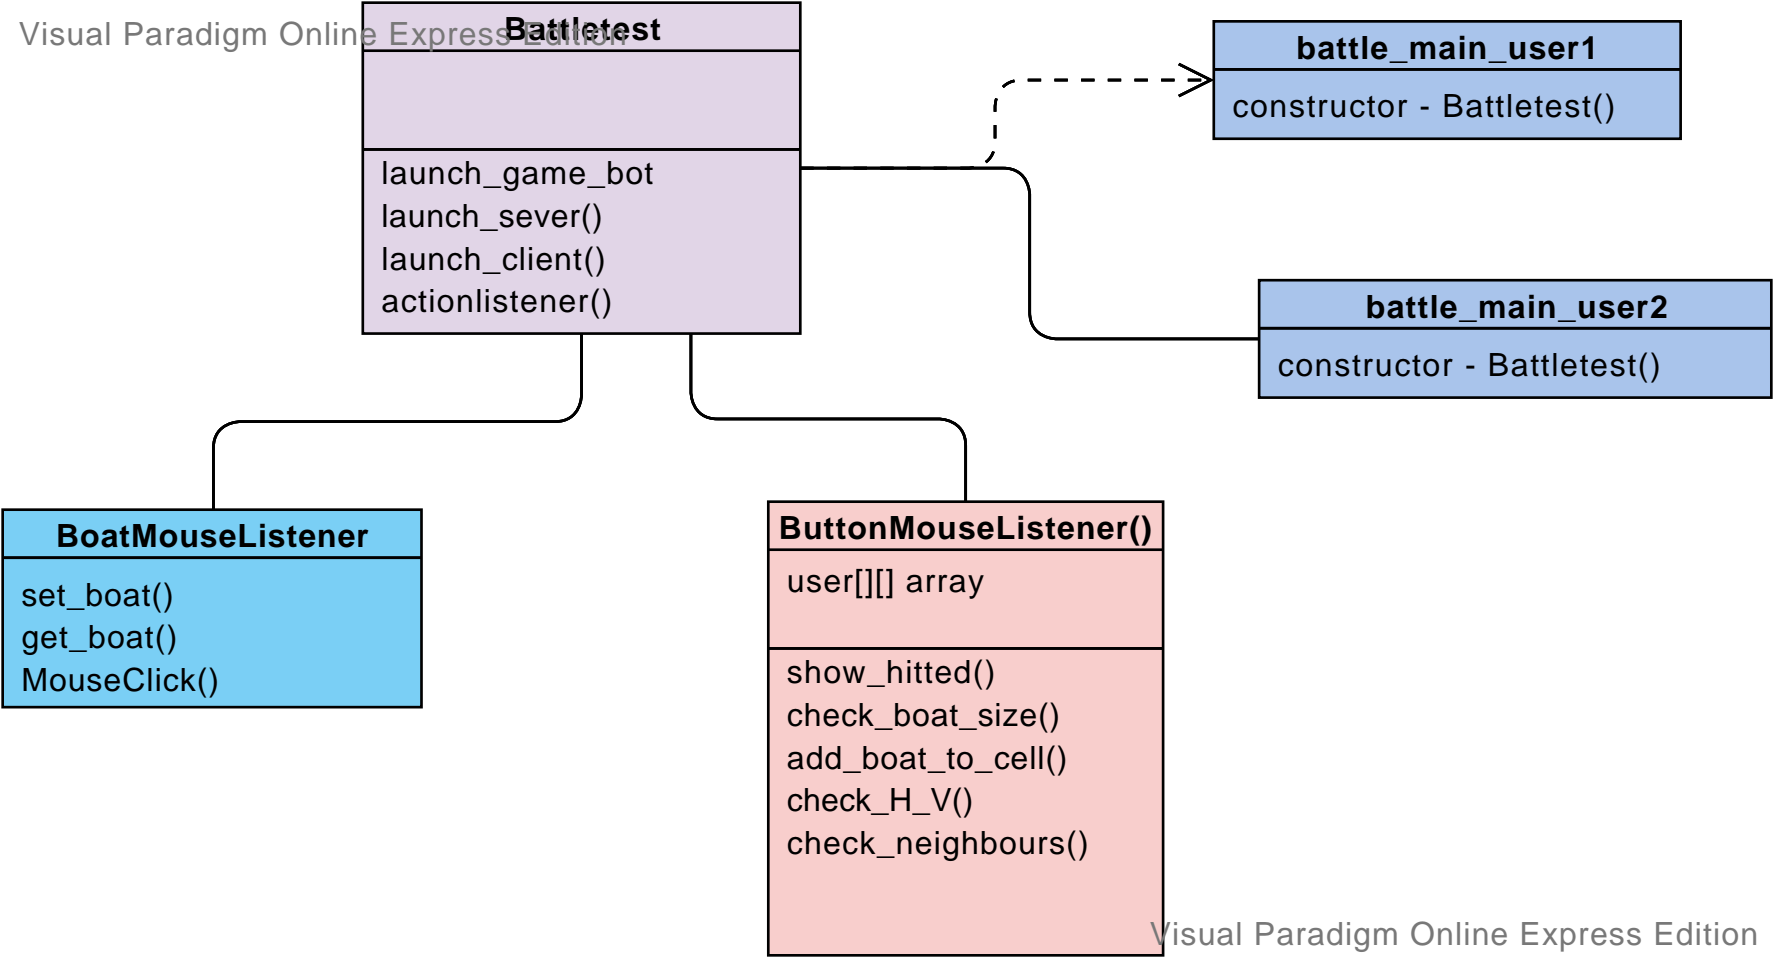 Visual Paradigm Online Express Edition
Battletest
launch_game_bot
launch_sever()
launch_client()
actionlistener()
battle_main_user1
constructor - Battletest()
battle_main_user2
constructor - Battletest()
BoatMouseListener
set_boat()
get_boat()
MouseClick()
ButtonMouseListener()
user[][] array
show_hitted()
check_boat_size()
add_boat_to_cell()
check_H_V()
check_neighbours()
Visual Paradigm Online Express Edition